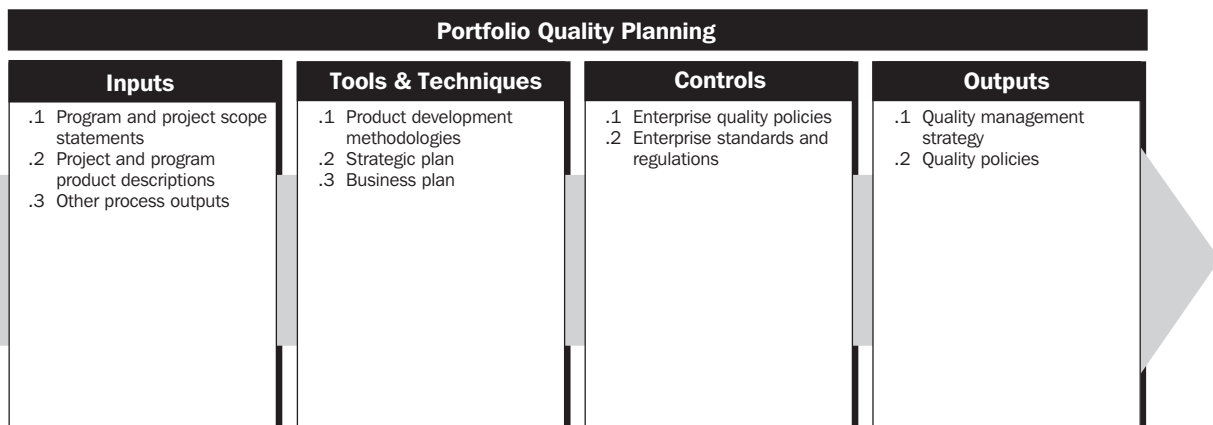 Portfolio Quality Planning
Inputs
.1 Program and project scope
statements
.2 Project and program
product descriptions
.3 Other process outputs
Tools & Techniques
.1 Product development
methodologies
.2 Strategic plan
.3 Business plan
Controls
.1 Enterprise quality policies
.2 Enterprise standards and
regulations
Outputs
.1 Quality management
strategy
.2 Quality policies